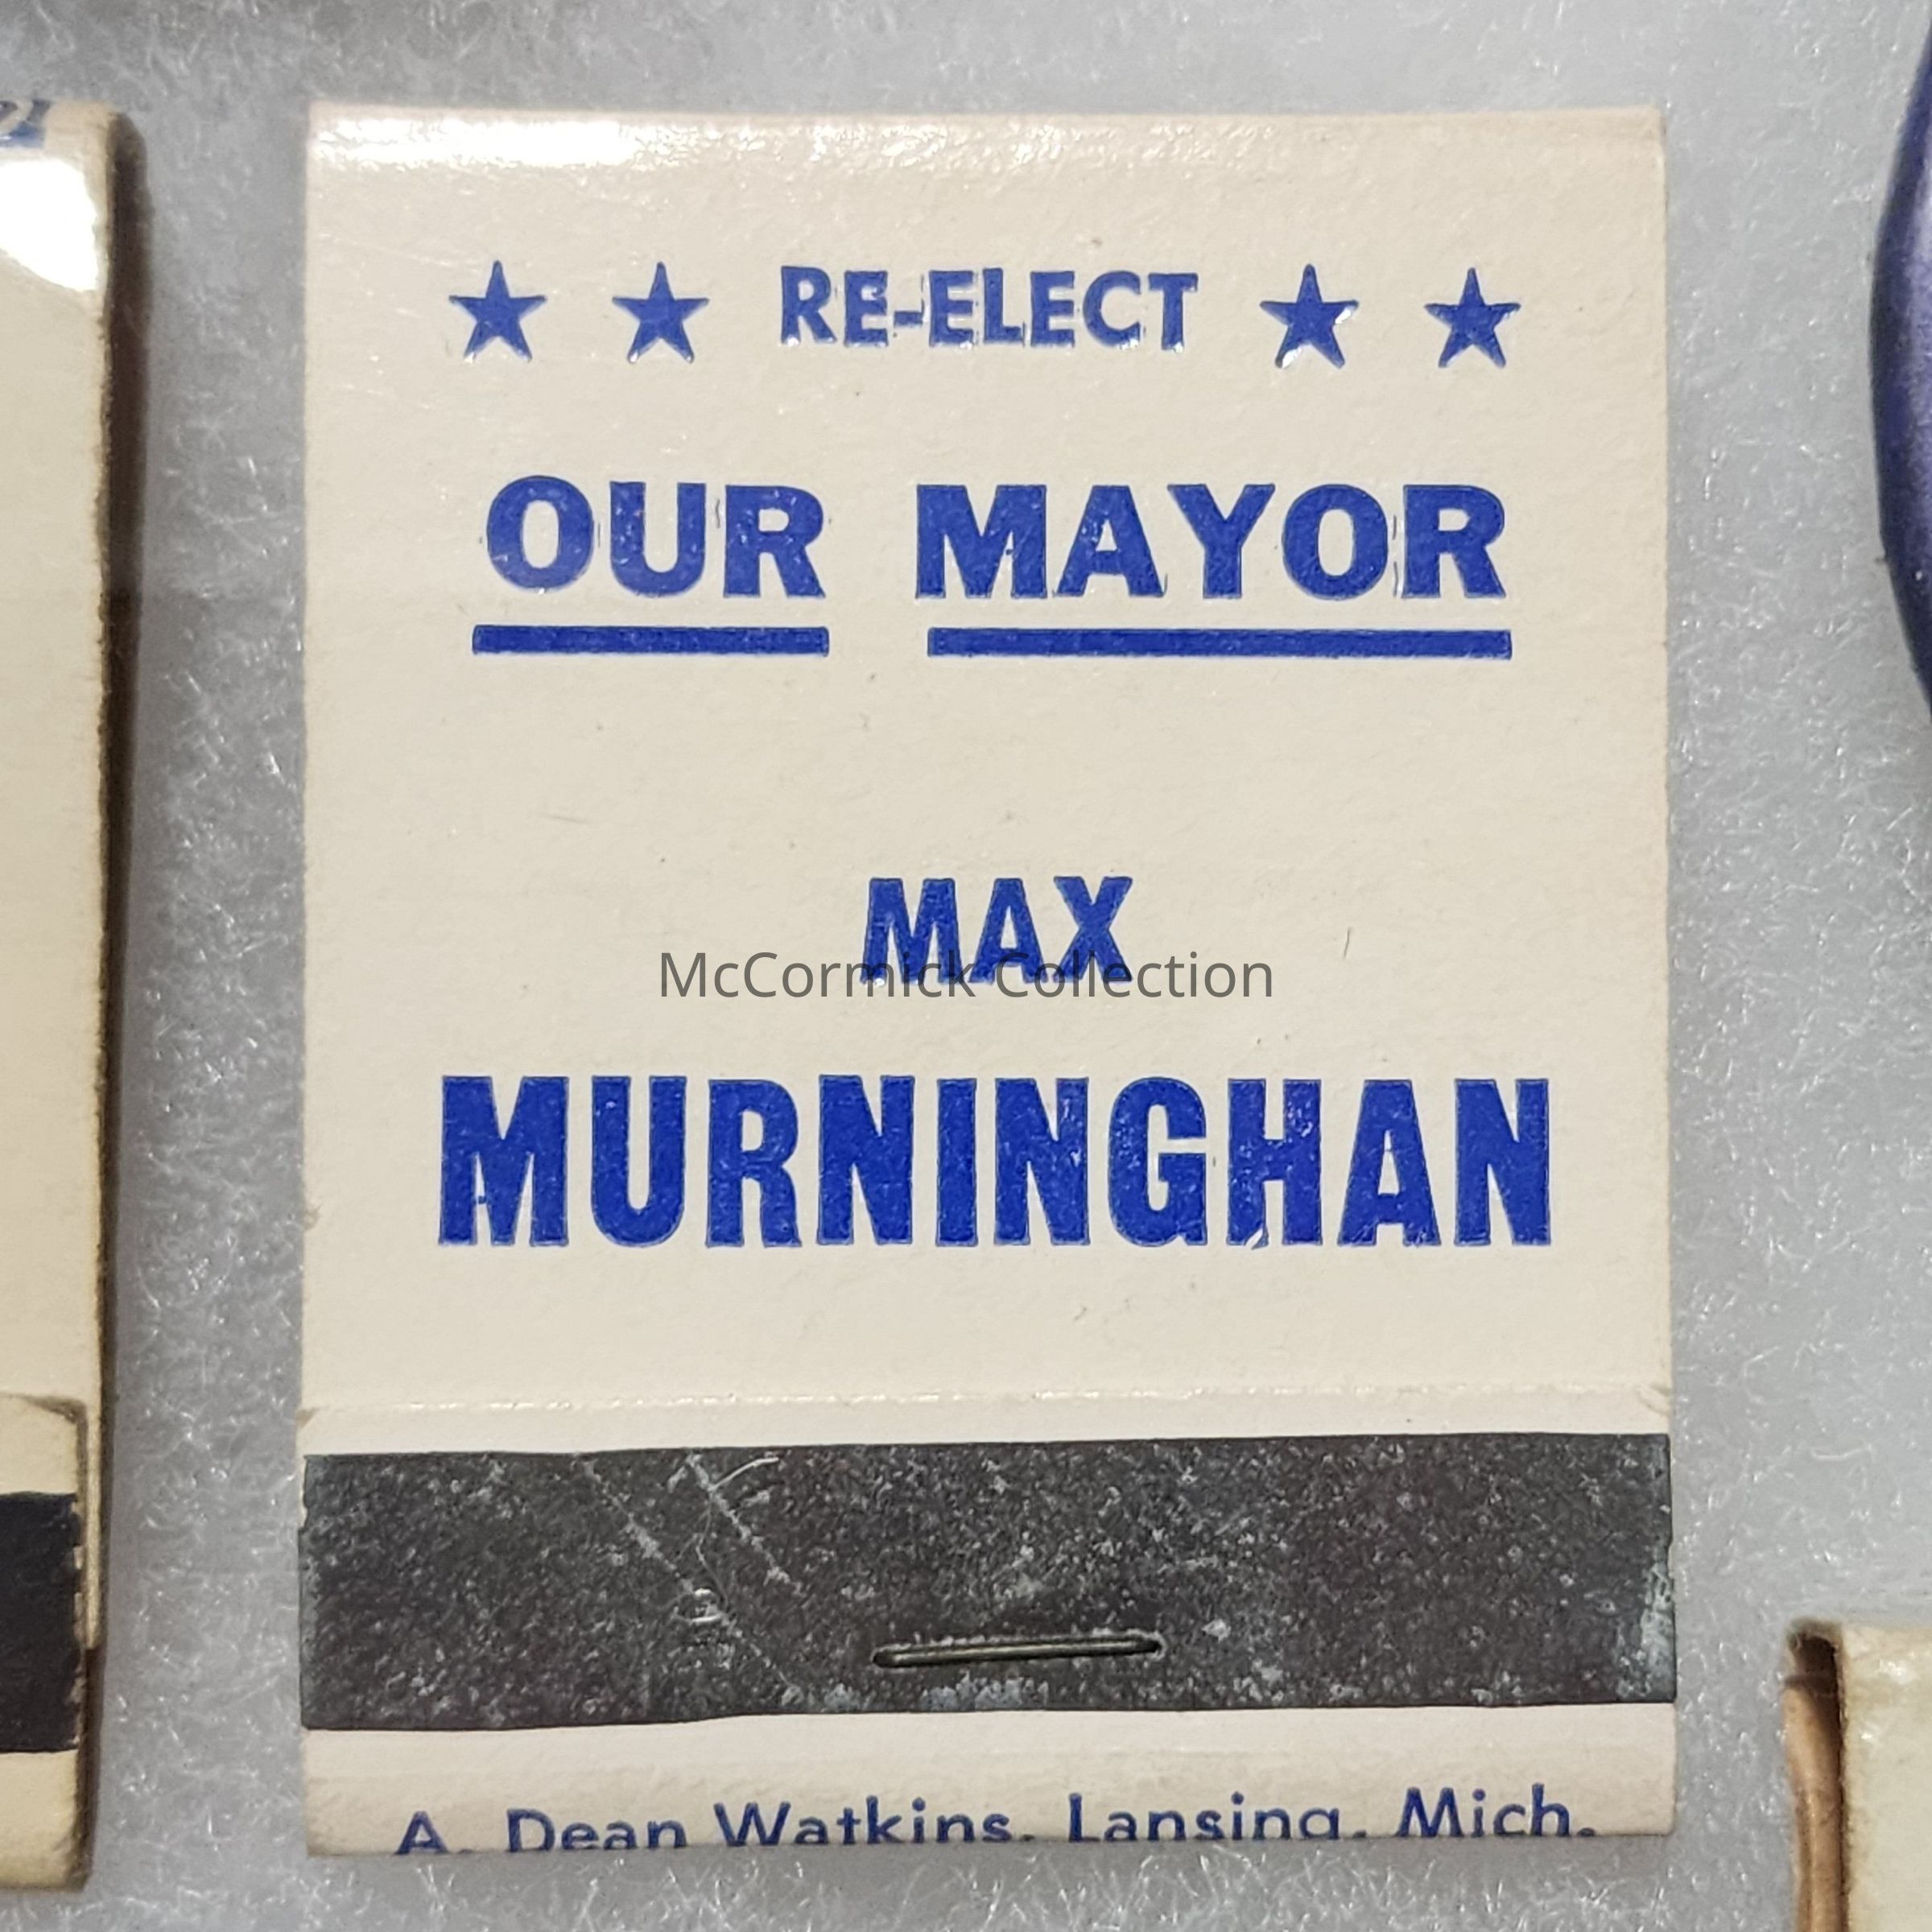 ★ ★ RE-ELECT ★ ★
OUR MAYOR
MAX
McCormick Collection
MURNINGHAN
A. Dean Watkins, Lansing, Mich.